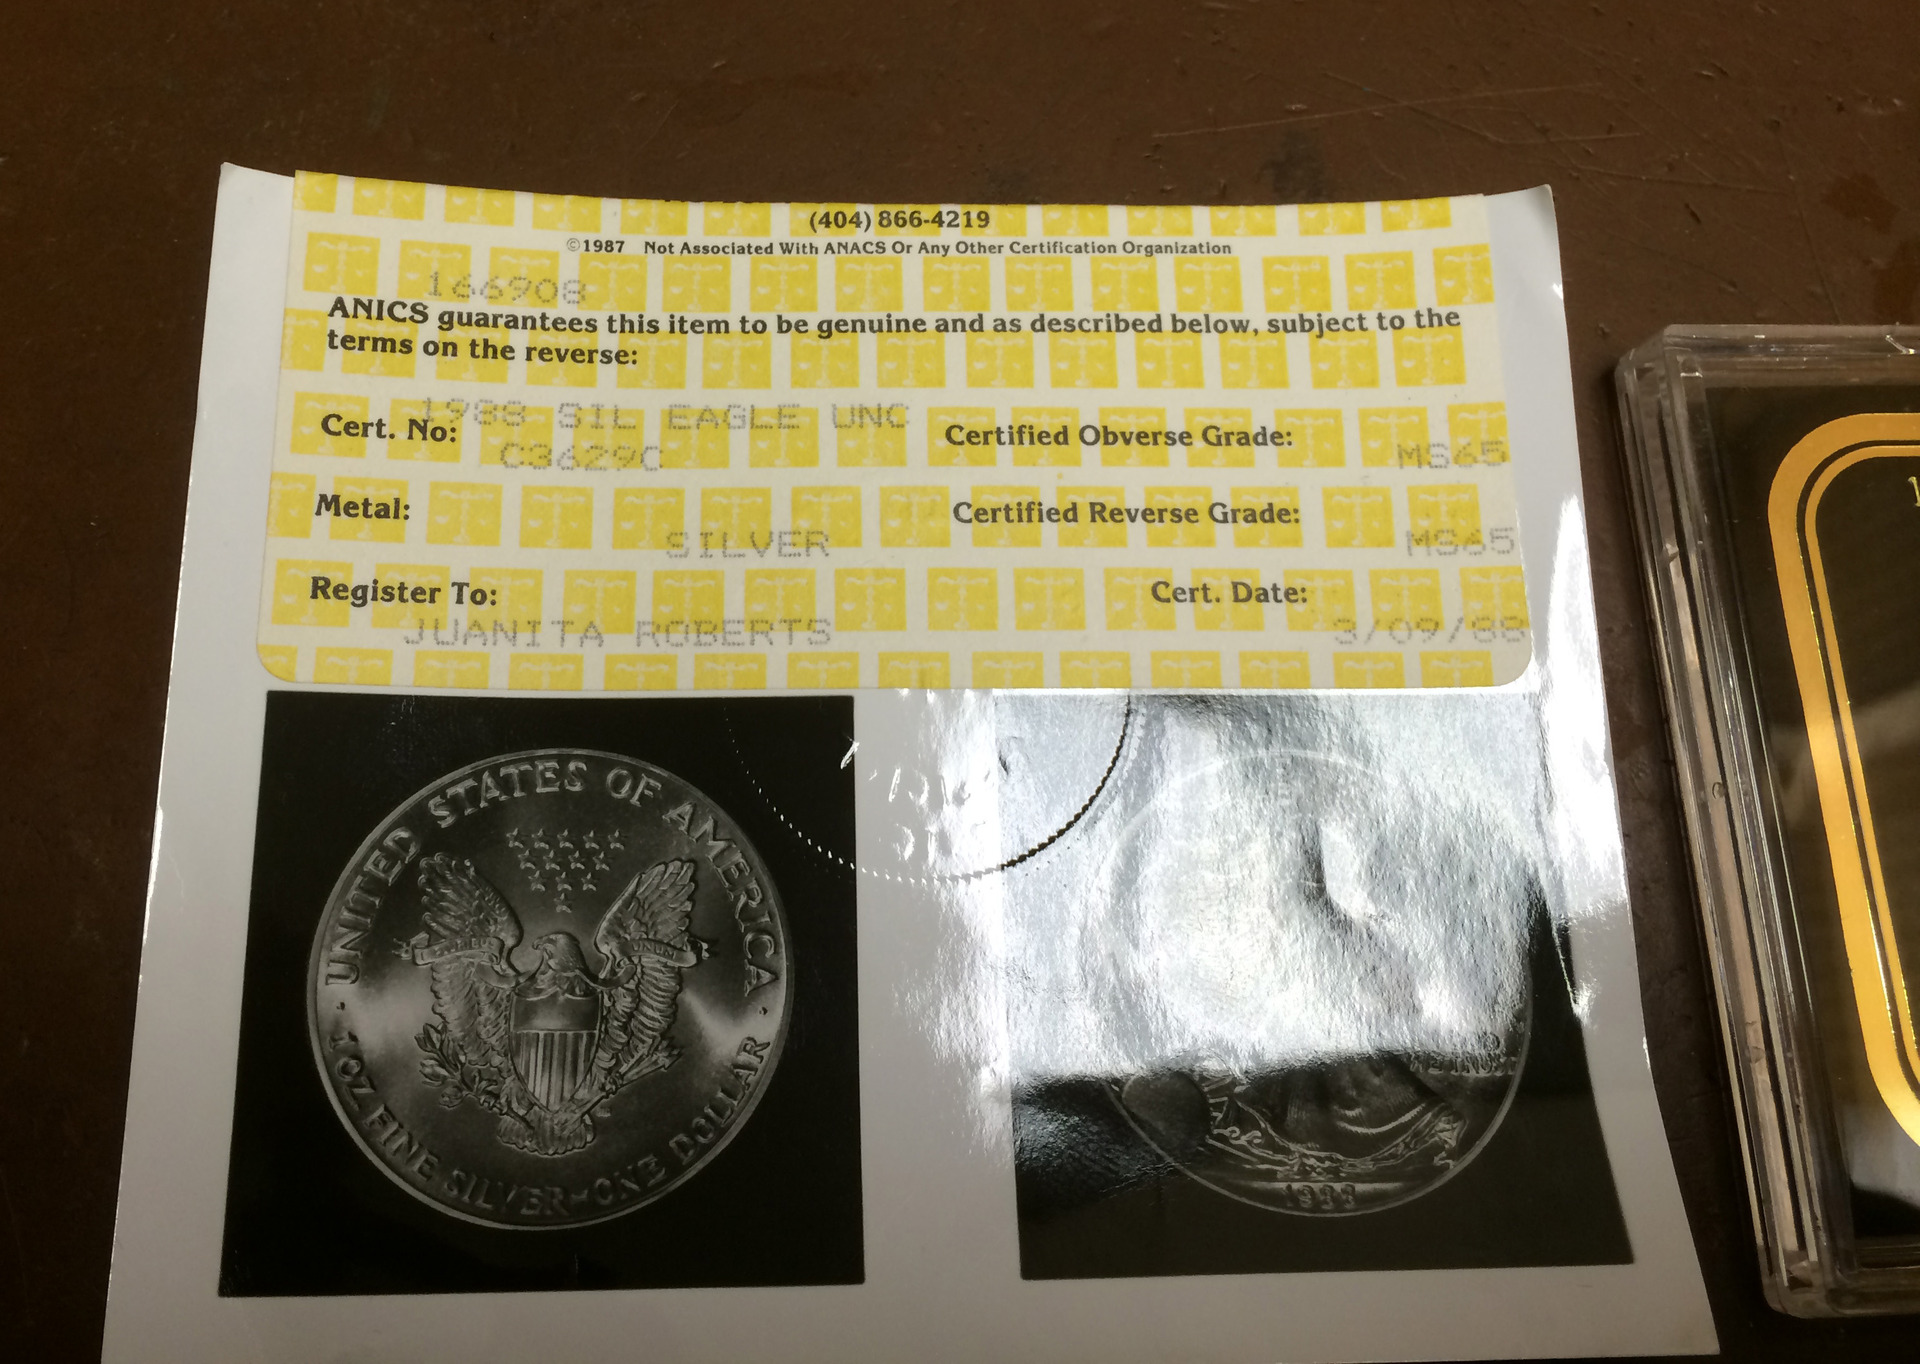 (404) 866-4219
©1987 Not Associated With ANACS Or Any Other Certification Organization
166908
ANICS guarantees this item to be genuine and as described below, subject to the
terms on the reverse:
1988 SIL EAGLE UNC
Cert. No: Certified Obverse Grade:
C3629C MS65
Metal: Certified Reverse Grade:
SILVER MS65
Register To: Cert. Date:
JUANITA ROBERTS 3/09/88
UNITED STATES OF AMERICA
PLURIBUS UNUM
1 OZ. FINE SILVER~ONE DOLLAR